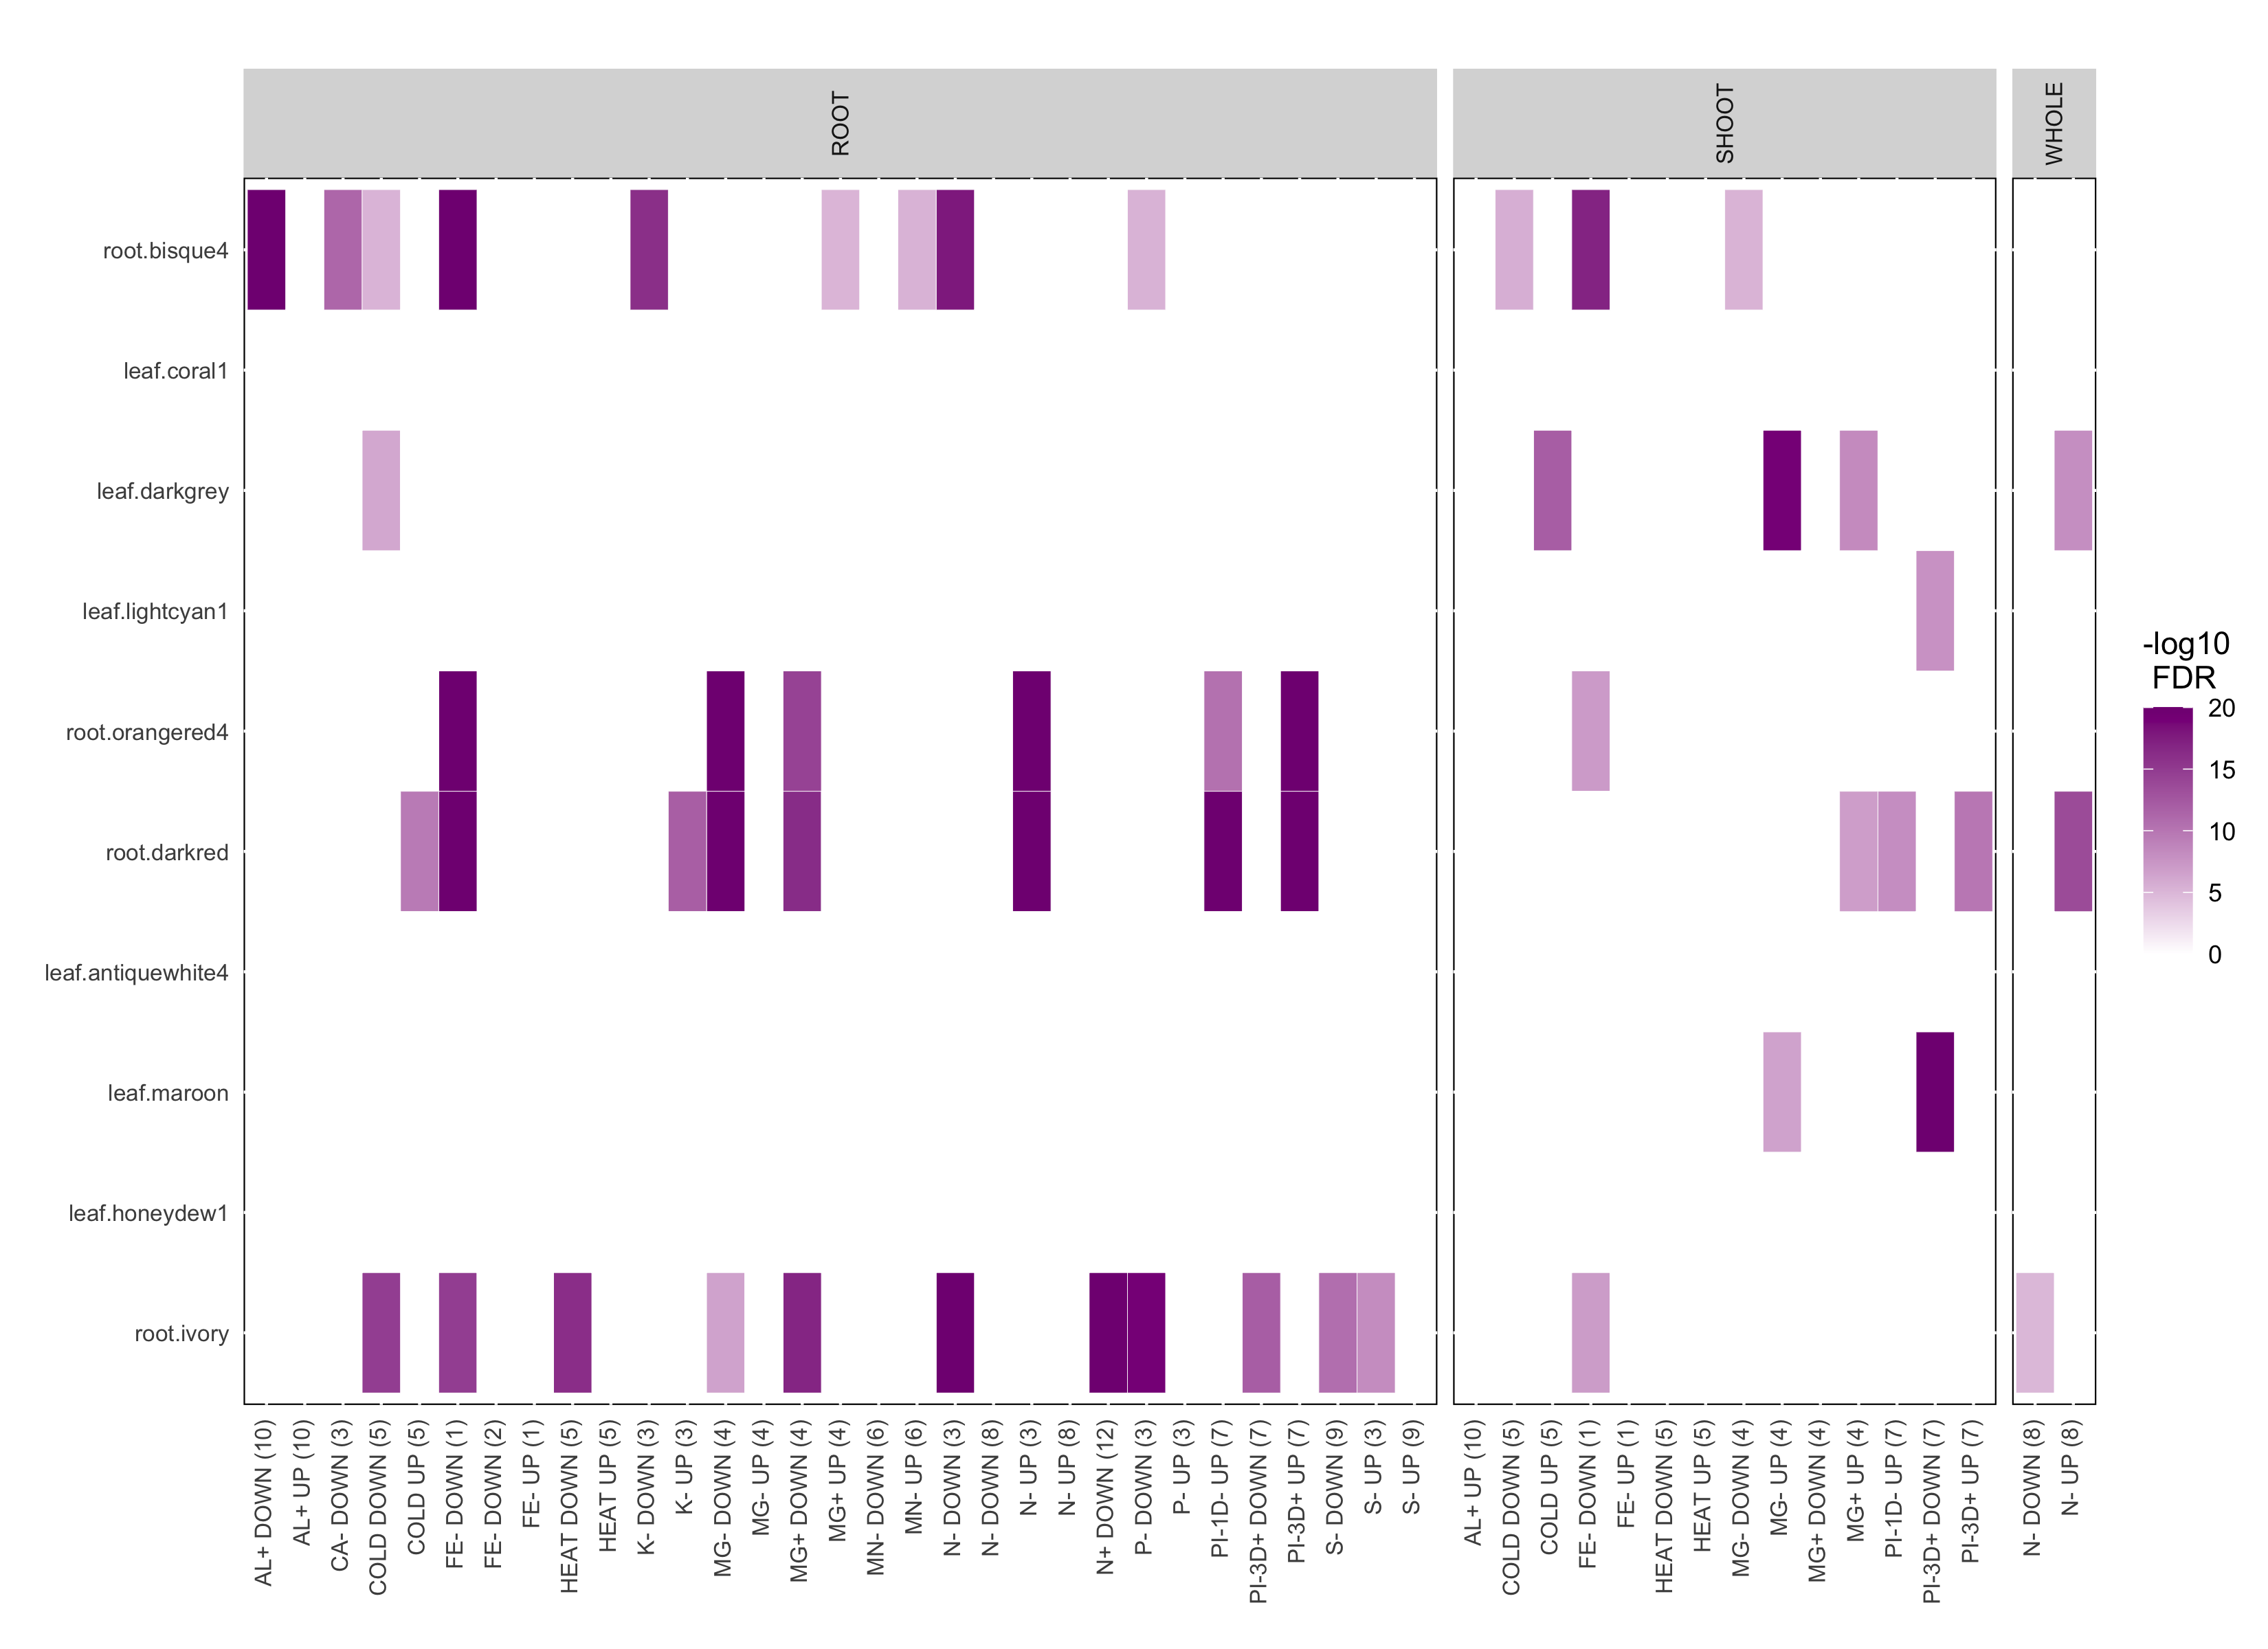 ROOT
SHOOT
WHOLE
root.bisque4
leaf.coral1
leaf.darkgrey
leaf.lightcyan1
root.orangered4
root.darkred
leaf.antiquewhite4
leaf.maroon
leaf.honeydew1
root.ivory
AL+ DOWN (10)
AL+ UP (10)
CA- DOWN (3)
COLD DOWN (5)
COLD UP (5)
FE- DOWN (1)
FE- DOWN (2)
FE- UP (1)
HEAT DOWN (5)
HEAT UP (5)
K- DOWN (3)
K- UP (3)
MG- DOWN (4)
MG- UP (4)
MG+ DOWN (4)
MG+ UP (4)
MN- DOWN (6)
MN- UP (6)
N- DOWN (3)
N- DOWN (8)
N- UP (3)
N- UP (8)
N+ DOWN (12)
P- DOWN (3)
P- UP (3)
PI-1D- UP (7)
PI-3D+ DOWN (7)
PI-3D+ UP (7)
S- DOWN (9)
S- UP (3)
S- UP (9)
AL+ UP (10)
COLD DOWN (5)
COLD UP (5)
FE- DOWN (1)
FE- UP (1)
HEAT DOWN (5)
HEAT UP (5)
MG- DOWN (4)
MG- UP (4)
MG+ DOWN (4)
MG+ UP (4)
PI-1D- UP (7)
PI-3D+ DOWN (7)
PI-3D+ UP (7)
N- DOWN (8)
N- UP (8)
-log10
FDR
20
15
10
5
0